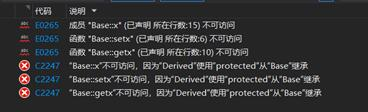 代码 说明
E0265 成员 "Base::x" (已声明 所在行数:15) 不可访问
E0265 函数 "Base::setx" (已声明 所在行数:6) 不可访问
E0265 函数 "Base::getx" (已声明 所在行数:10) 不可访问
C2247 "Base::x"不可访问，因为"Derived"使用"protected"从"Base"继承
C2247 "Base::setx"不可访问，因为"Derived"使用"protected"从"Base"继承
C2247 "Base::getx"不可访问，因为"Derived"使用"protected"从"Base"继承